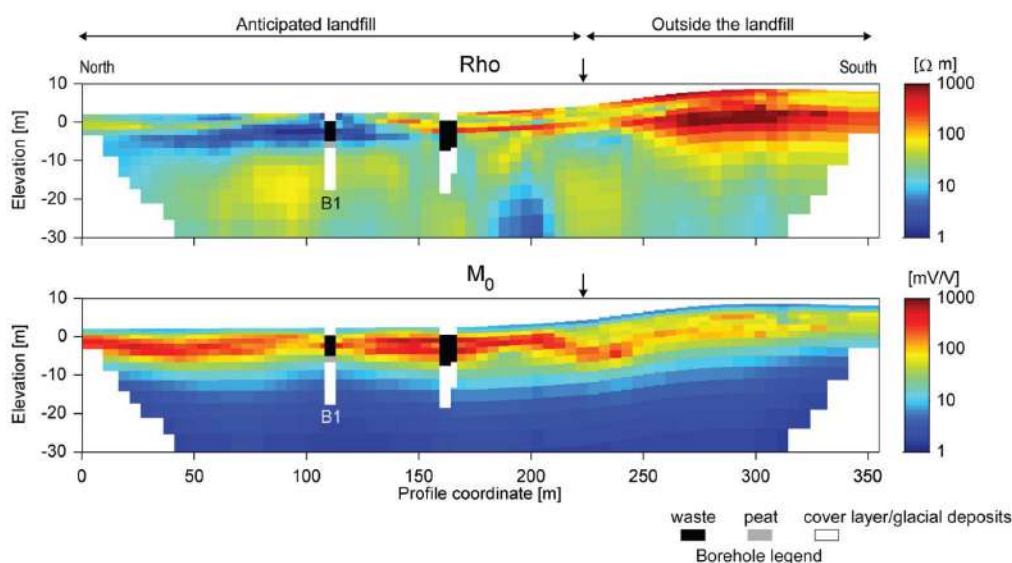 Anticipated landfill Outside the landfill
North Rho South [Ω m]
Elevation [m] 10 0 -10 -20 -30
B1
1000 100 10 1
M0 [mV/V]
Elevation [m] 10 0 -10 -20 -30
B1
1000 100 10 1
0 50 100 150 200 250 300 350
Profile coordinate [m]
waste peat cover layer/glacial deposits
Borehole legend